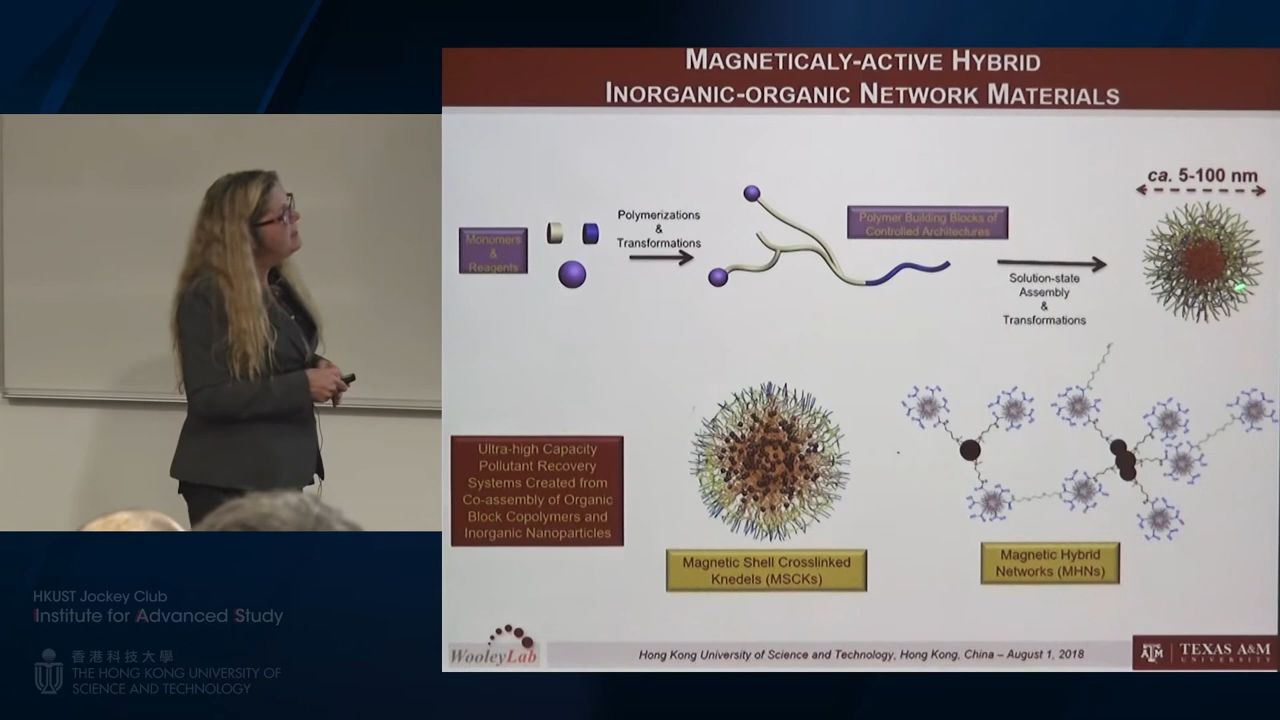 MAGNETICALY-ACTIVE HYBRID
INORGANIC-ORGANIC NETWORK MATERIALS
Monomers
&
Reagents
Polymerizations
&
Transformations
Polymer Building Blocks of
Controlled Architectures
Solution-state
Assembly
&
Transformations
ca. 5-100 nm
Ultra-high Capacity
Pollutant Recovery
Systems Created from
Co-assembly of Organic
Block Copolymers and
Inorganic Nanoparticles
Magnetic Shell Crosslinked
Knedels (MSCKs)
Magnetic Hybrid
Networks (MHNs)
WooleyLab
Hong Kong University of Science and Technology, Hong Kong, China – August 1, 2018
ATM
TEXAS A&M
UNIVERSITY
HKUST Jockey Club
Institute for Advanced Study
香港科技大學
THE HONG KONG UNIVERSITY OF
SCIENCE AND TECHNOLOGY